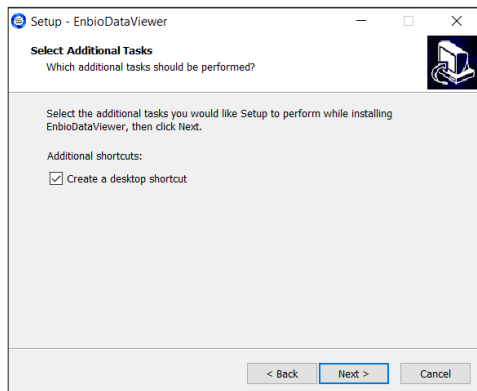 Setup - EnbioDataViewer
Select Additional Tasks
Which additional tasks should be performed?
Select the additional tasks you would like Setup to perform while installing
EnbioDataViewer, then click Next.
Additional shortcuts:
Create a desktop shortcut
< Back
Next >
Cancel